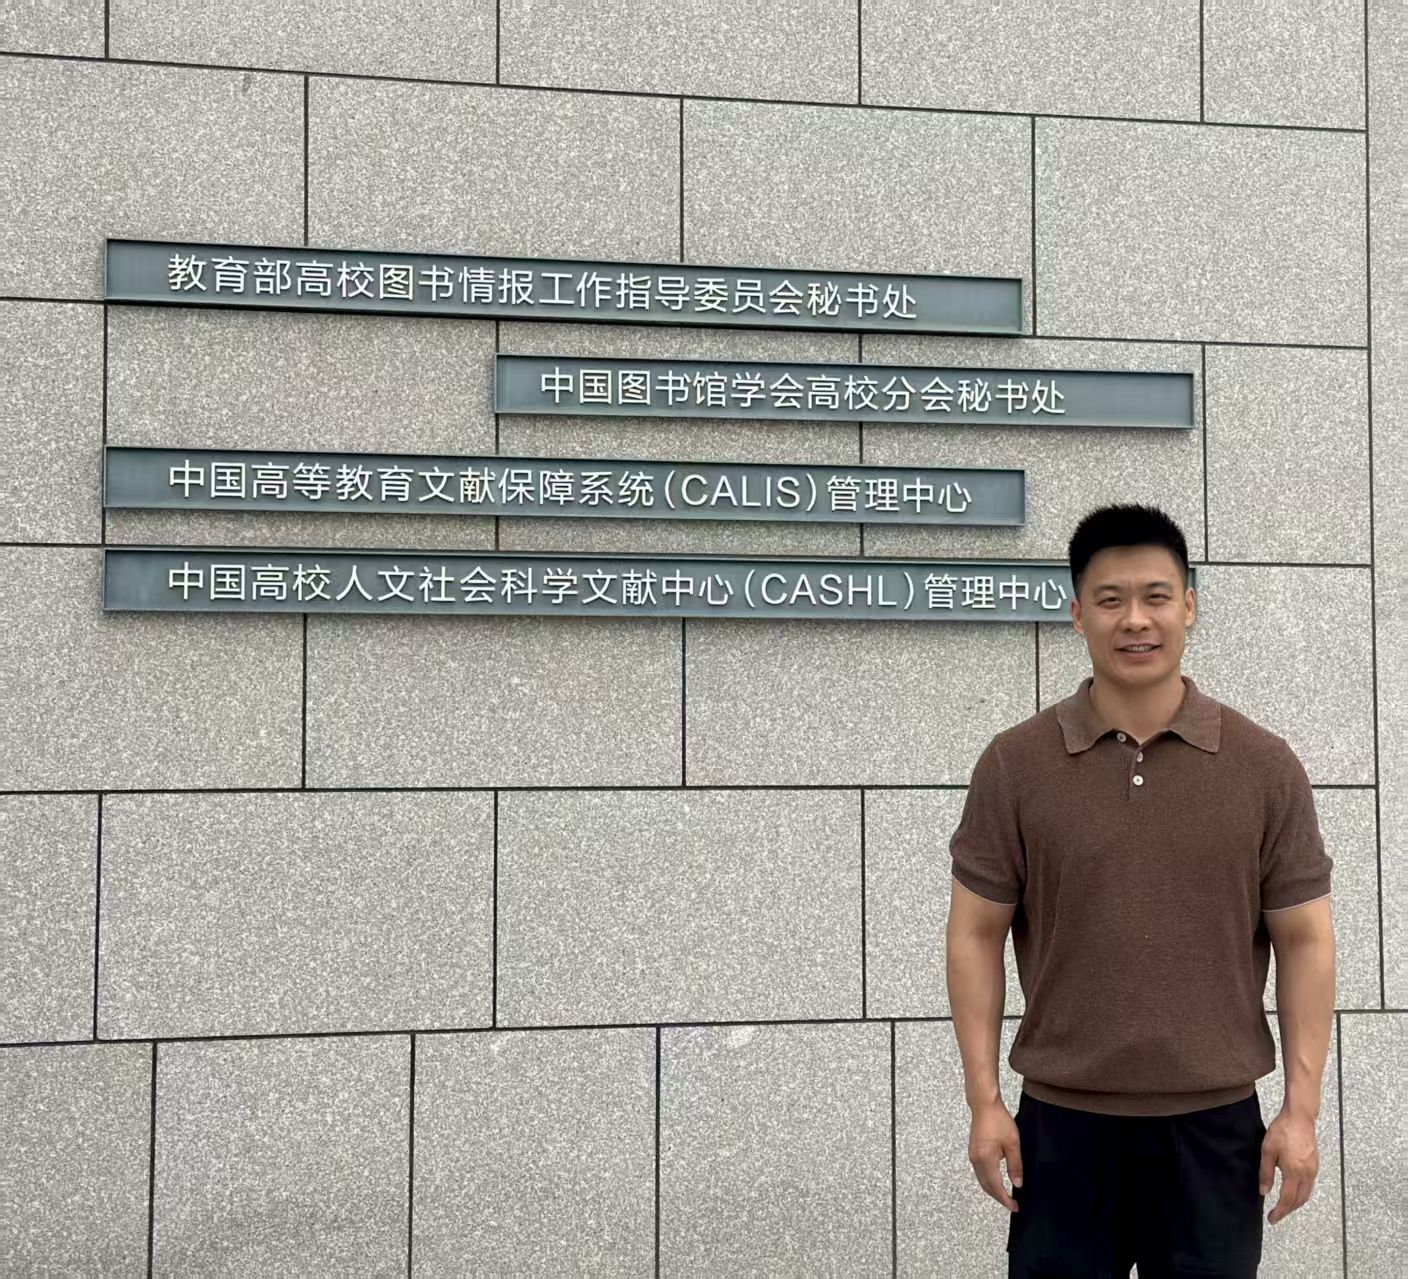 教育部高校图书情报工作指导委员会秘书处
中国图书馆学会高校分会秘书处
中国高等教育文献保障系统(CALIS)管理中心
中国高校人文社会科学文献中心(CASHL)管理中心